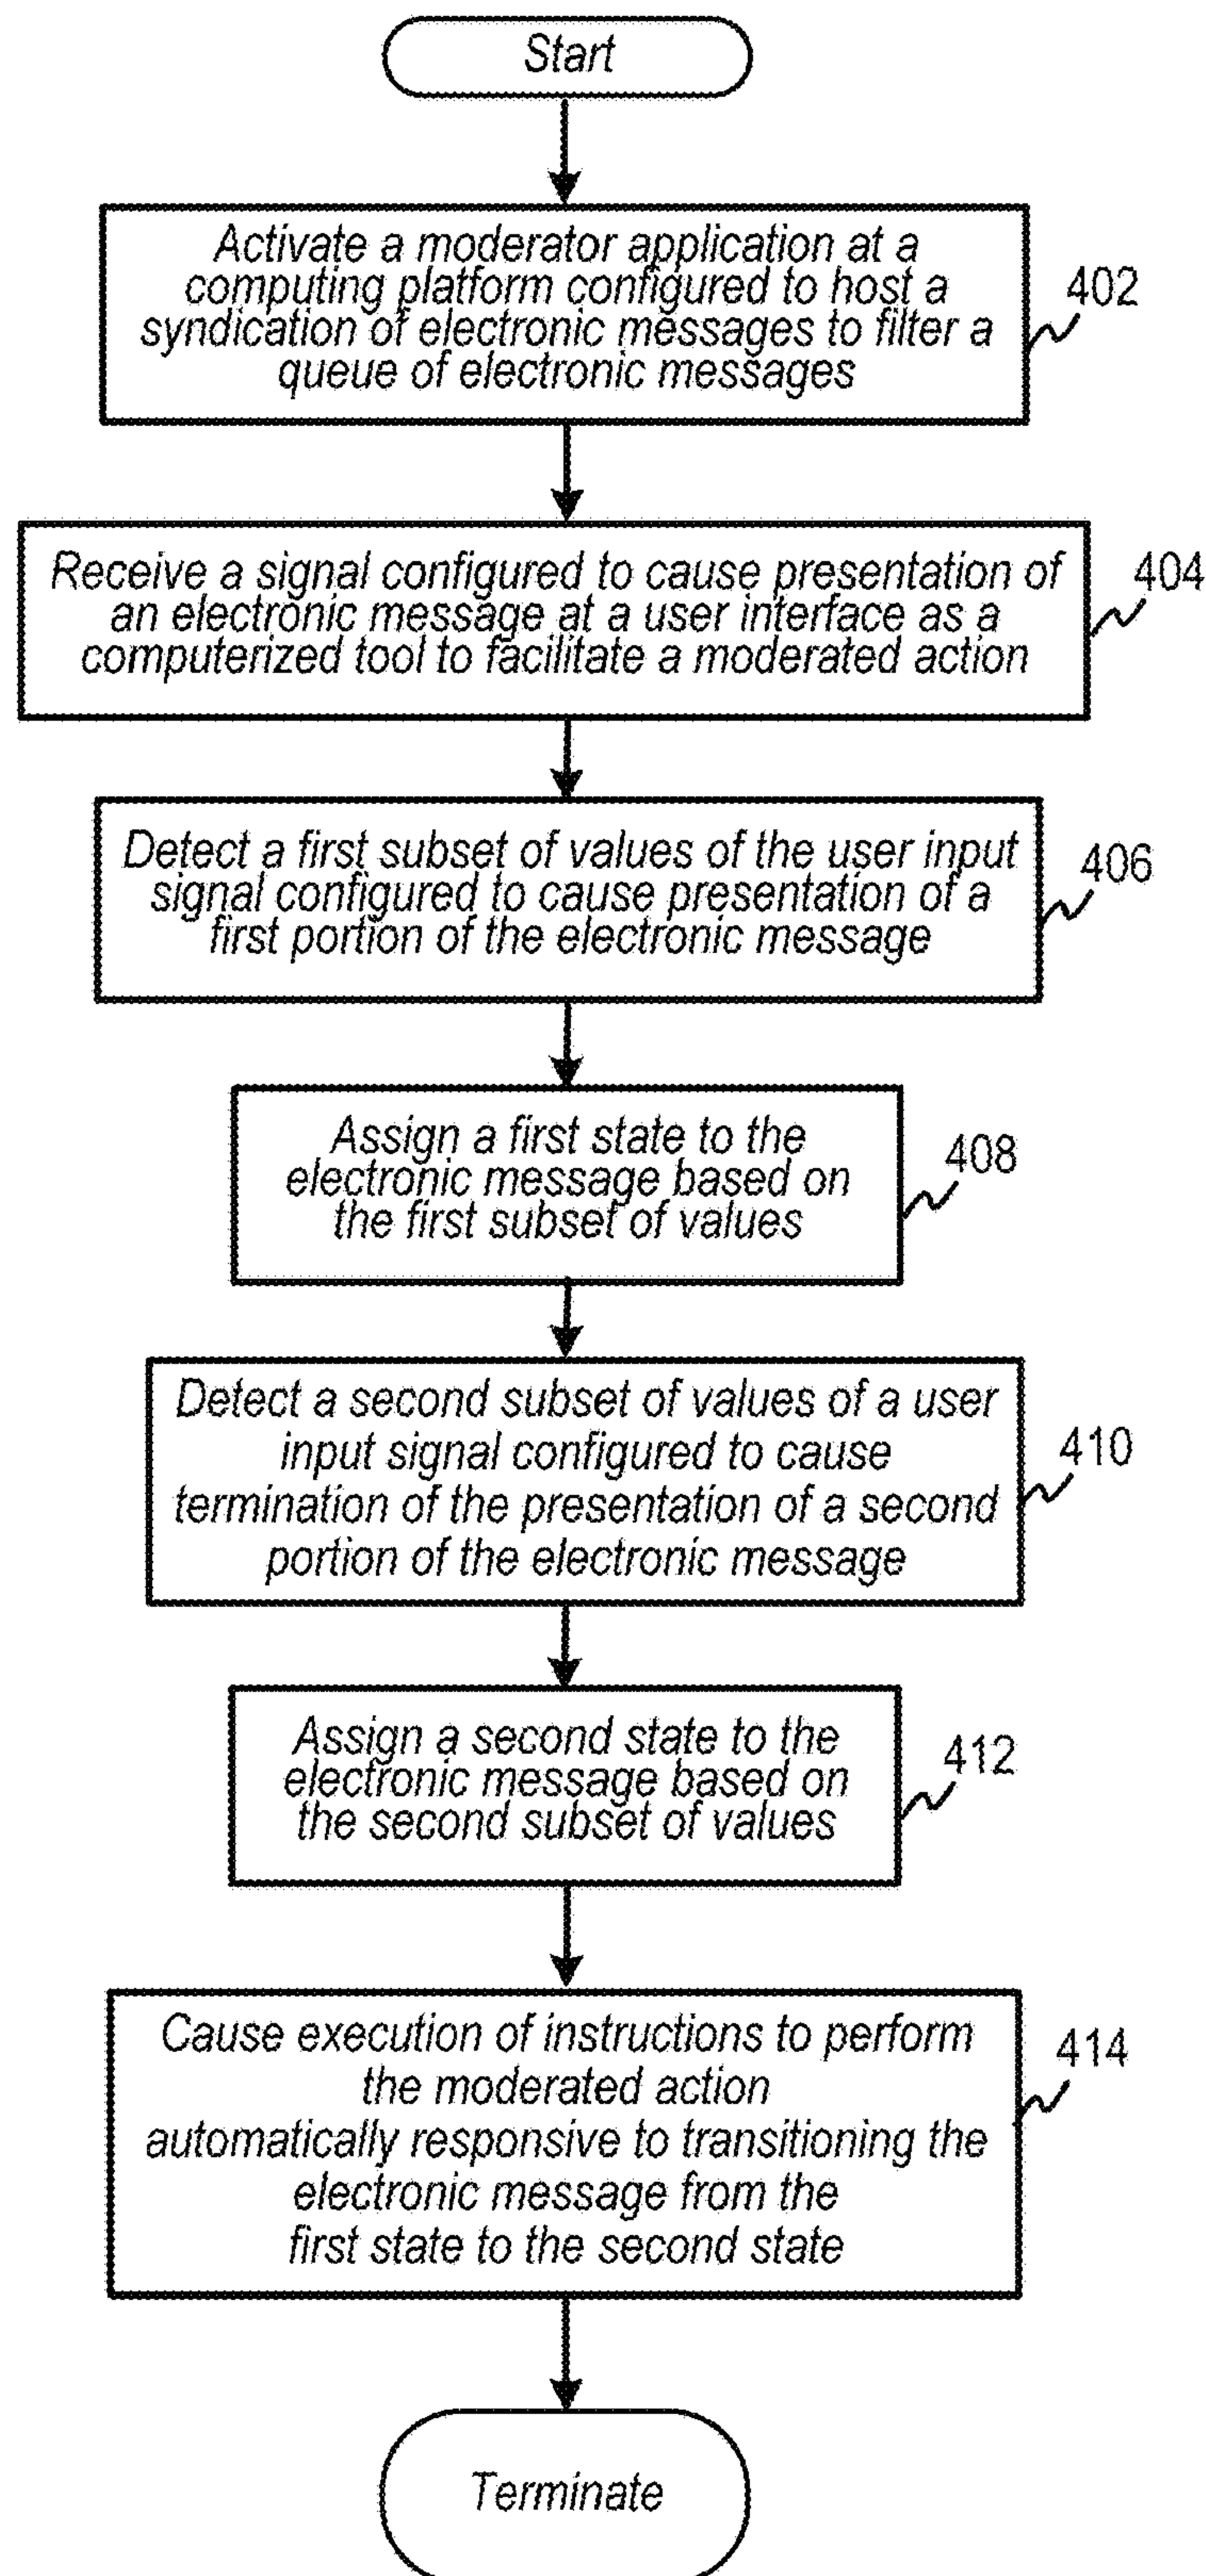 Start
Activate a moderator application at a
computing platform configured to host a
syndication of electronic messages to filter a
queue of electronic messages
402
Receive a signal configured to cause presentation of
an electronic message at a user interface as a
computerized tool to facilitate a moderated action
404
Detect a first subset of values of the user input
signal configured to cause presentation of a
first portion of the electronic message
406
Assign a first state to the
electronic message based on
the first subset of values
408
Detect a second subset of values of a user
input signal configured to cause
termination of the presentation of a second
portion of the electronic message
410
Assign a second state to the
electronic message based on
the second subset of values
412
Cause execution of instructions to perform
the moderated action
automatically responsive to transitioning the
electronic message from the
first state to the second state
414
Terminate